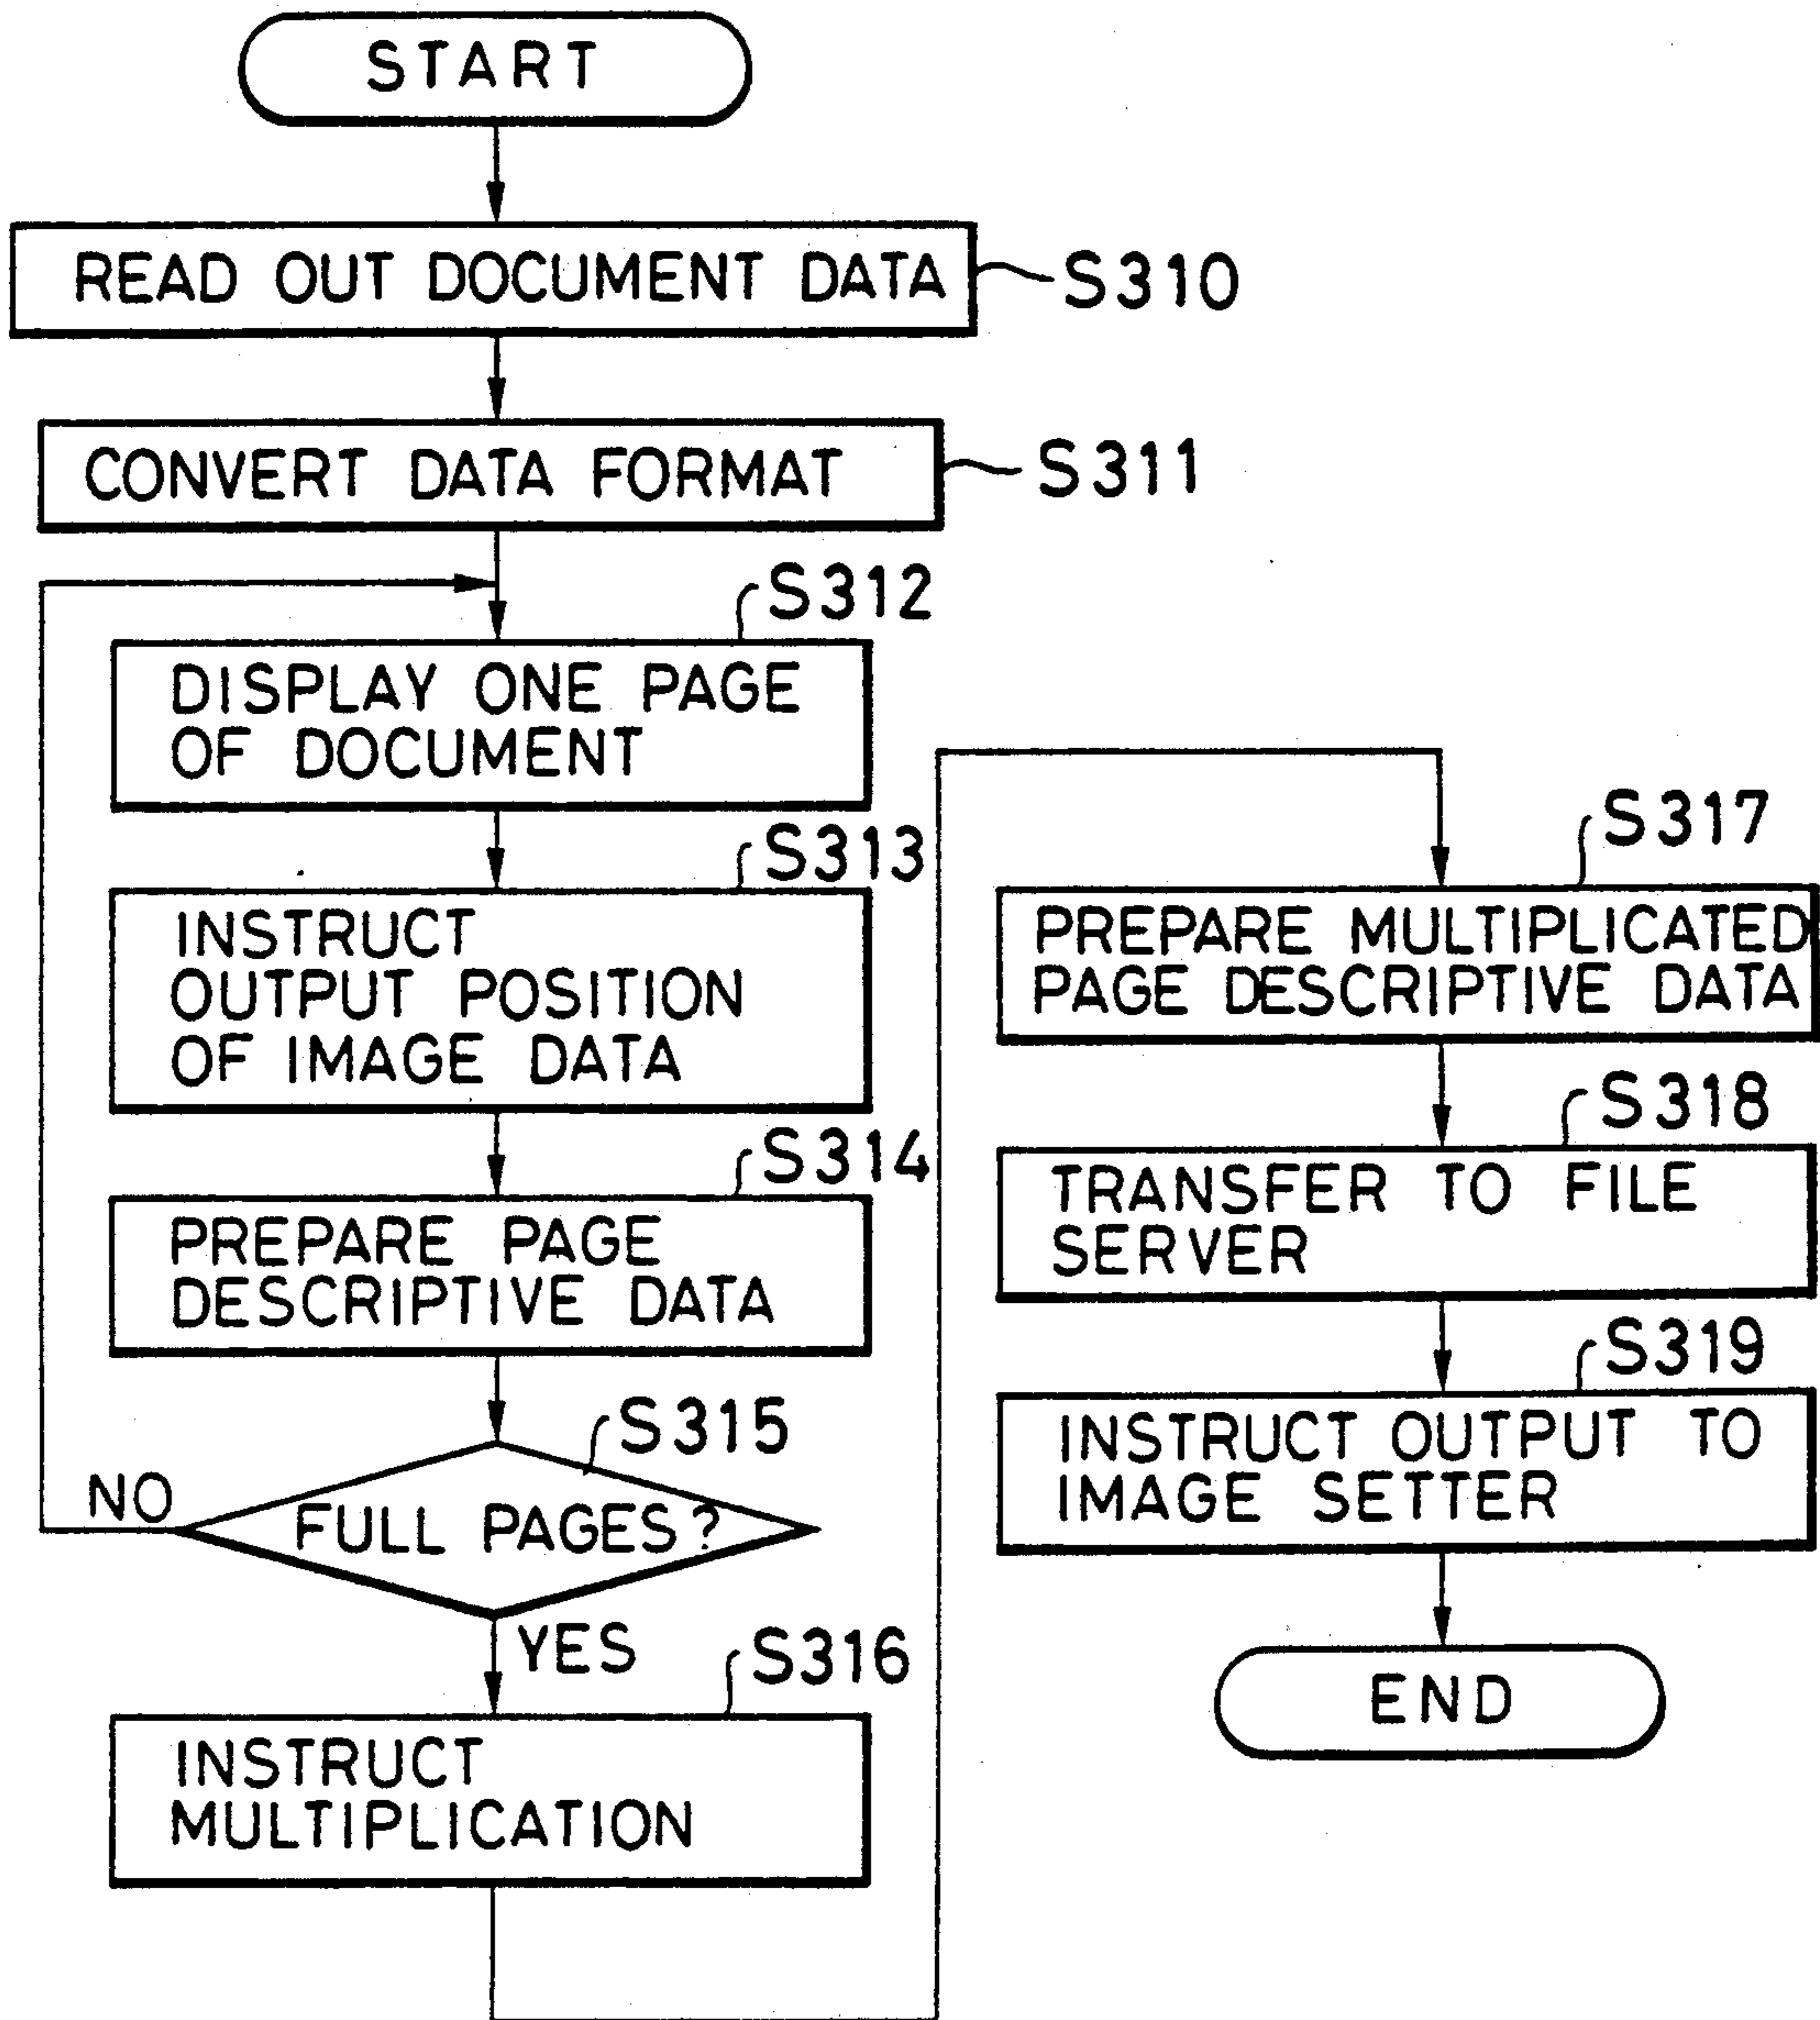 START
READ OUT DOCUMENT DATA
S310
CONVERT DATA FORMAT
S311
S312
DISPLAY ONE PAGE
OF DOCUMENT
S313
INSTRUCT
OUTPUT POSITION
OF IMAGE DATA
S314
PREPARE PAGE
DESCRIPTIVE DATA
S315
FULL PAGES?
NO
YES
S316
INSTRUCT
MULTIPLICATION
S317
PREPARE MULTIPLICATED
PAGE DESCRIPTIVE DATA
S318
TRANSFER TO FILE
SERVER
S319
INSTRUCT OUTPUT TO
IMAGE SETTER
END